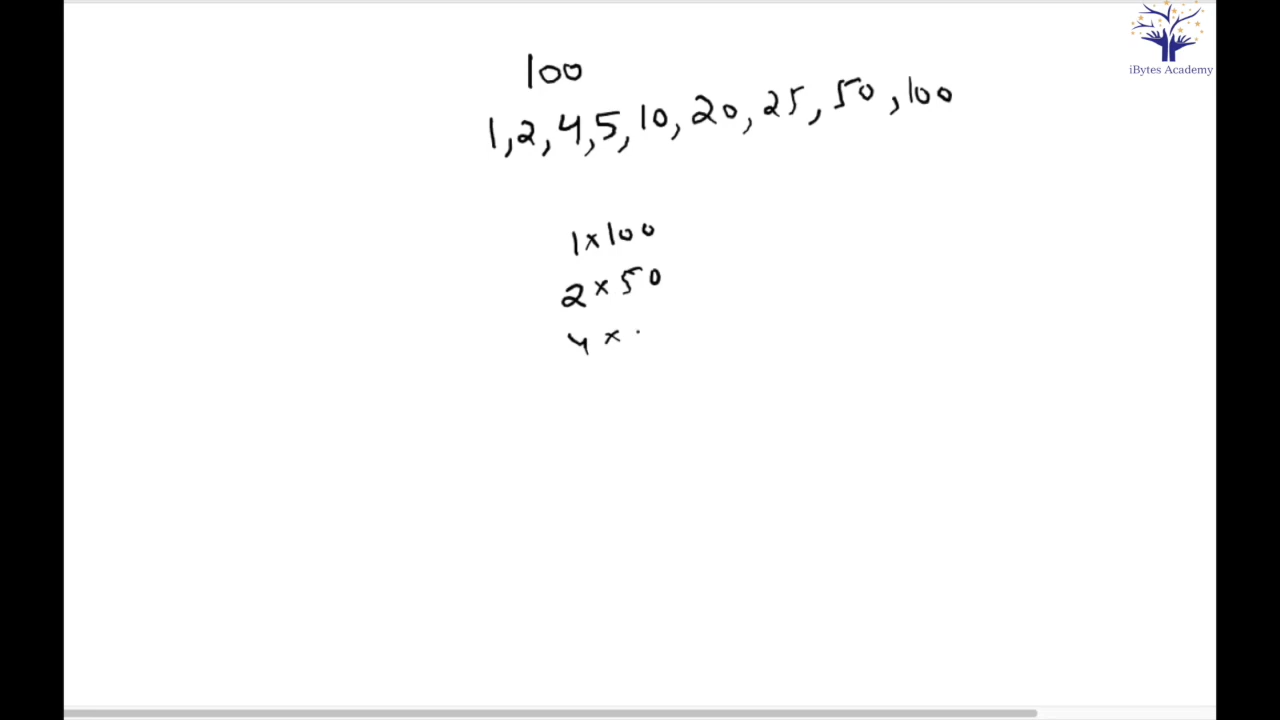 iBytes Academy
100
1, 2, 4, 5, 10, 20, 25, 50, 100
1 x 100
2 x 50
4 x